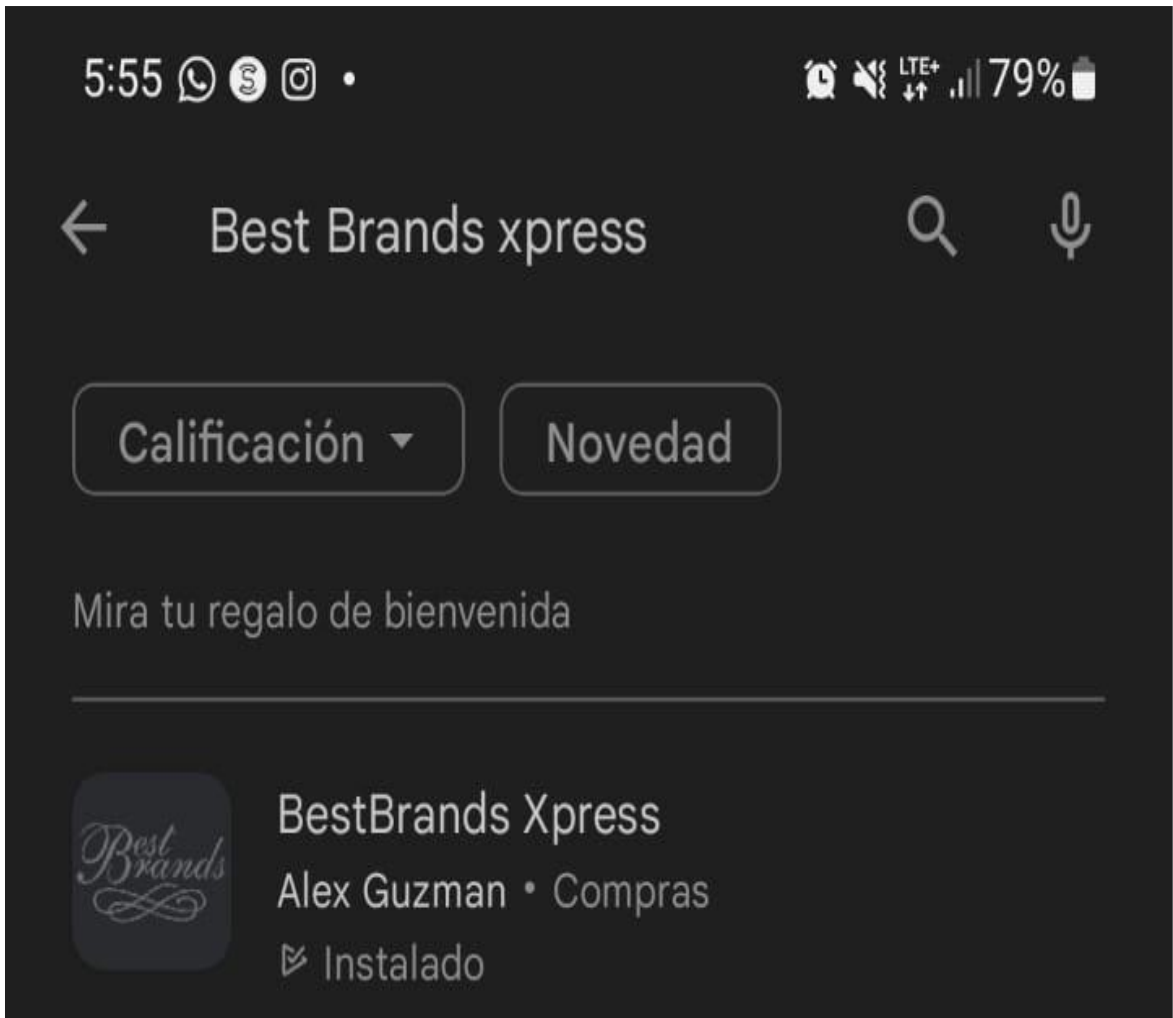 5:55 LTE+ 79%
Best Brands xpress
Calificación Novedad
Mira tu regalo de bienvenida
Best
Brands
BestBrands Xpress
Alex Guzman • Compras
Instalado